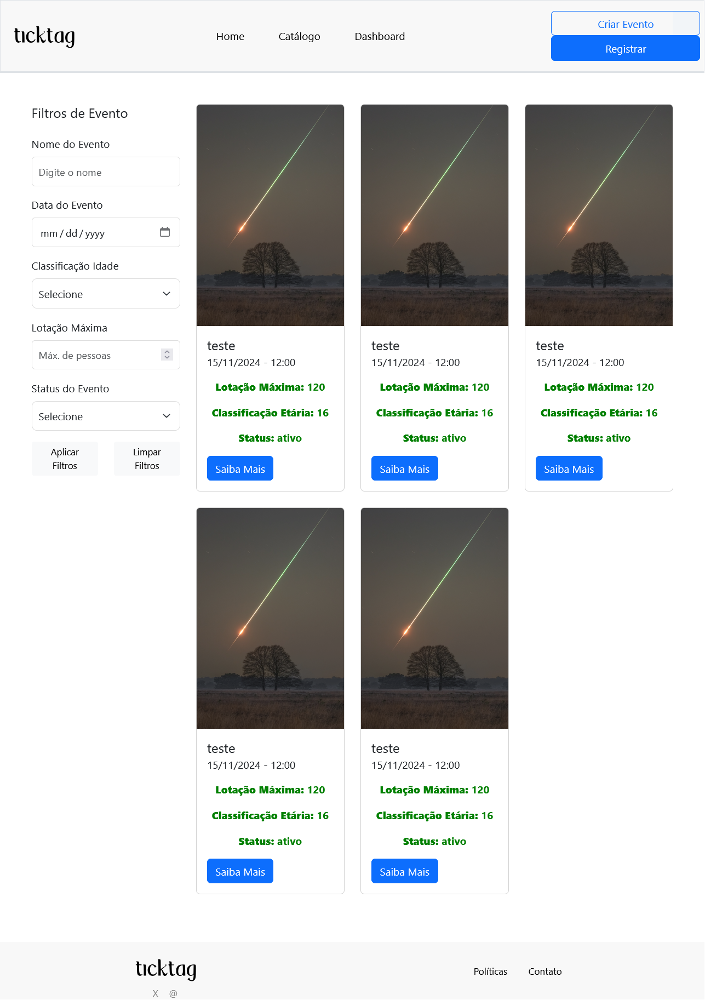 ticktag
Home
Catálogo
Dashboard
Criar Evento
Registrar
Filtros de Evento
Nome do Evento
Digite o nome
Data do Evento
mm / dd / yyyy
Classificação Idade
Selecione
Lotação Máxima
Máx. de pessoas
Status do Evento
Selecione
Aplicar
Filtros
Limpar
Filtros
teste
15/11/2024 - 12:00
Lotação Máxima: 120
Classificação Etária: 16
Status: ativo
Saiba Mais
teste
15/11/2024 - 12:00
Lotação Máxima: 120
Classificação Etária: 16
Status: ativo
Saiba Mais
teste
15/11/2024 - 12:00
Lotação Máxima: 120
Classificação Etária: 16
Status: ativo
Saiba Mais
teste
15/11/2024 - 12:00
Lotação Máxima: 120
Classificação Etária: 16
Status: ativo
Saiba Mais
teste
15/11/2024 - 12:00
Lotação Máxima: 120
Classificação Etária: 16
Status: ativo
Saiba Mais
ticktag
X @
Políticas
Contato